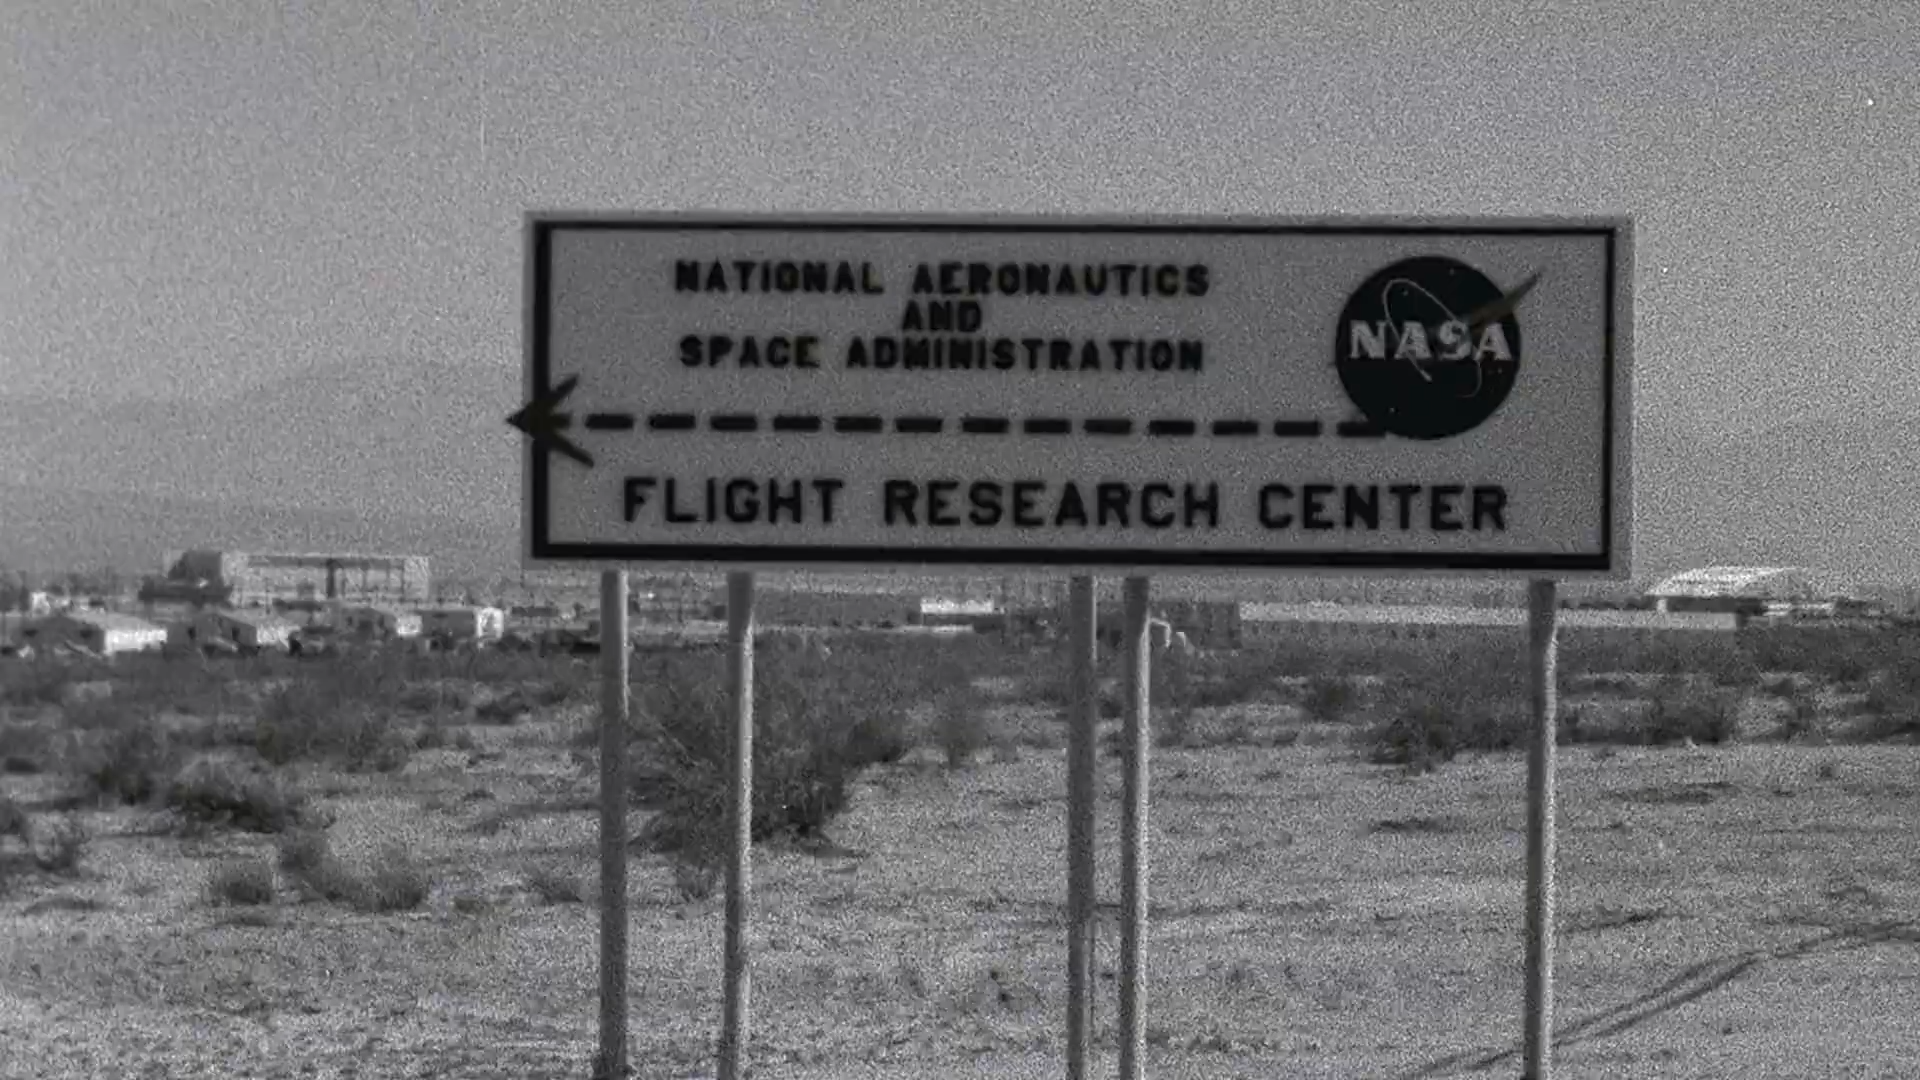 NATIONAL AERONAUTICS
AND
SPACE ADMINISTRATION
NASA
FLIGHT RESEARCH CENTER